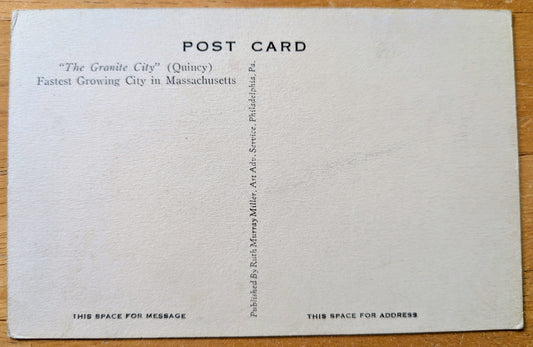 POST CARD
"The Granite City" (Quincy)
Fastest Growing City in Massachusetts
Published By Ruth Murray Miller, Art Adv. Service, Philadelphia, Pa.
THIS SPACE FOR MESSAGE
THIS SPACE FOR ADDRESS